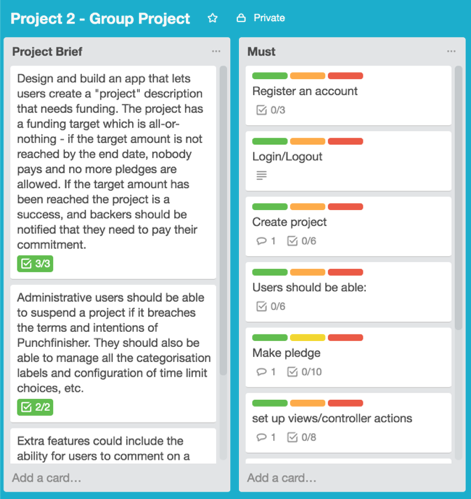 Project 2 - Group Project
Private
Project Brief
Design and build an app that lets
users create a "project" description
that needs funding. The project has
a funding target which is all-or-
nothing - if the target amount is not
reached by the end date, nobody
pays and no more pledges are
allowed. If the target amount has
been reached the project is a
success, and backers should be
notified that they need to pay their
commitment.
3/3
Administrative users should be able
to suspend a project if it breaches
the terms and intentions of
Punchfinisher. They should also be
able to manage all the categorisation
labels and configuration of time limit
choices, etc.
2/2
Extra features could include the
ability for users to comment on a
Add a card…
Must
Register an account
0/3
Login/Logout
Create project
1 0/6
Users should be able:
0/6
Make pledge
1 0/10
set up views/controller actions
1 0/8
Add a card…